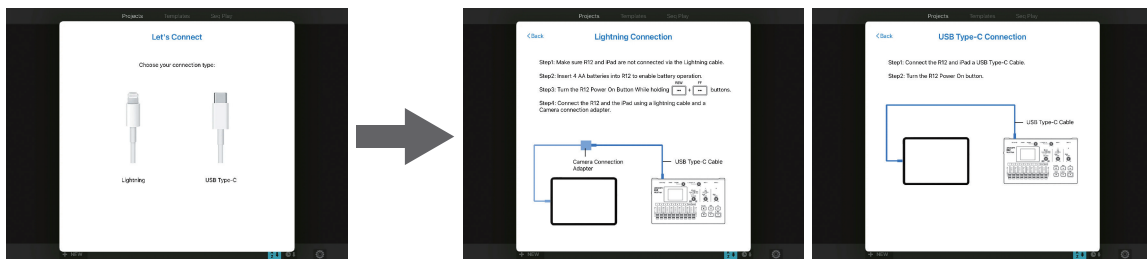 Projects Templates Seq Play
Let's Connect
Choose your connection type:
Lightning USB Type-C
+ NEW
Projects Templates Seq Play
< Back Lightning Connection
Step1: Make sure R12 and iPad are not connected via the Lightning cable.
Step2: Insert 4 AA batteries into R12 to enable battery operation.
REW FF
Step3: Turn the R12 Power On Button While holding + buttons.
Step4: Connect the R12 and the iPad using a lightning cable and a
Camera connection adapter.
Camera Connection
Adapter
USB Type-C Cable
+ NEW
Projects Templates Seq Play
< Back USB Type-C Connection
Step1: Connect the R12 and iPad a USB Type-C Cable.
Step2: Turn the R12 Power On button.
USB Type-C Cable
+ NEW